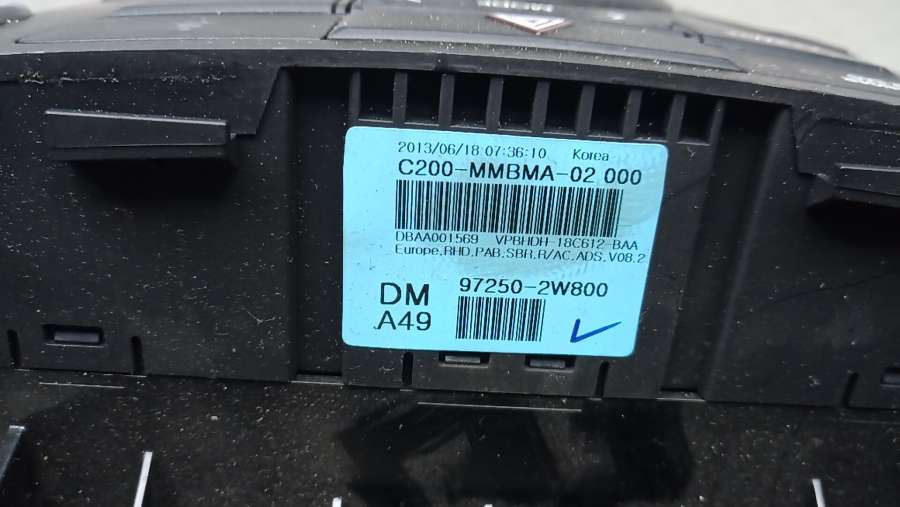 2013/06/18 07:36:10 Korea
C200-MMBMA-02 000
DBAA001569 VPBHDH-18C612-BAA
Europe,RHD,PAB,SBR,R/AC,ADS,V08.2
DM 97250-2W800
A49